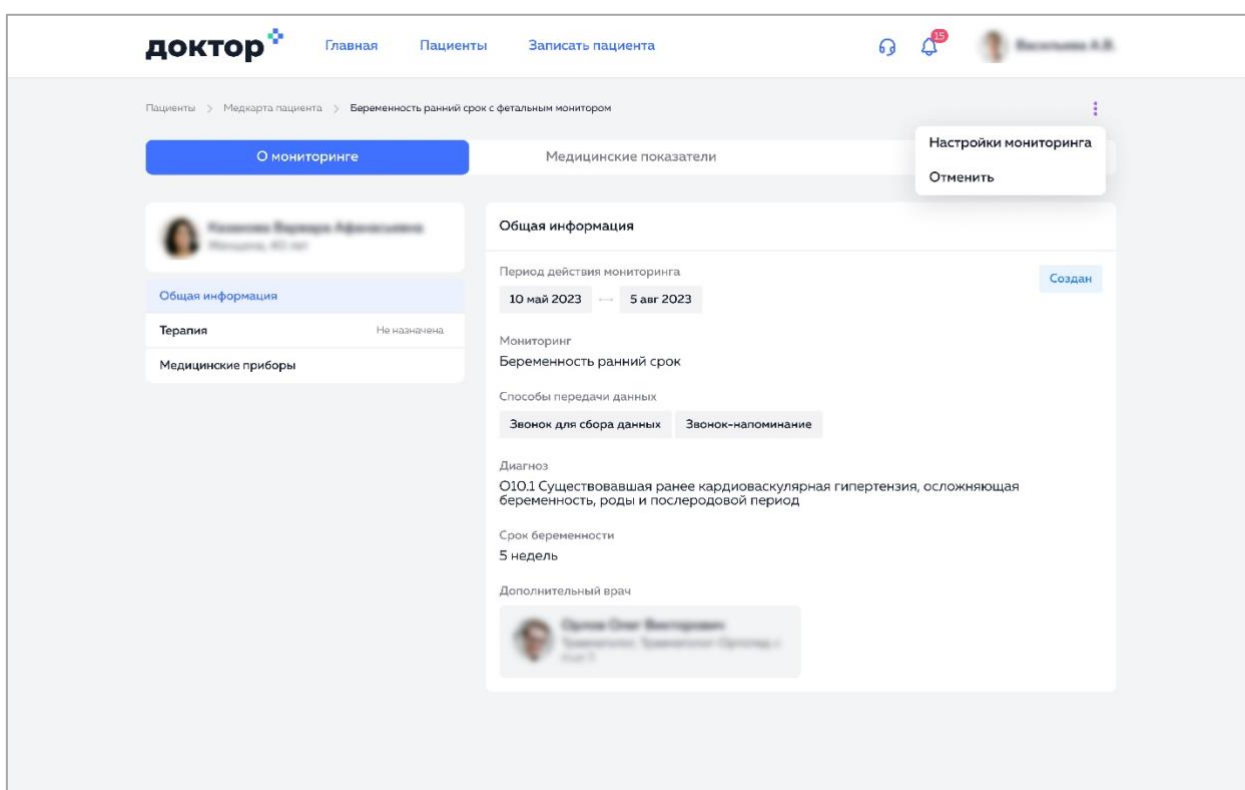 доктор
Главная
Пациенты
Записать пациента
15
Пациенты > Медкарта пациента > Беременность ранний срок с фетальным монитором
О мониторинге
Медицинские показатели
Настройки мониторинга
Отменить
Общая информация
Терапия
Не назначена
Медицинские приборы
Общая информация
Период действия мониторинга
Создан
10 май 2023 — 5 авг 2023
Мониторинг
Беременность ранний срок
Способы передачи данных
Звонок для сбора данных
Звонок-напоминание
Диагноз
О10.1 Существовавшая ранее кардиоваскулярная гипертензия, осложняющая
беременность, роды и послеродовой период
Срок беременности
5 недель
Дополнительный врач